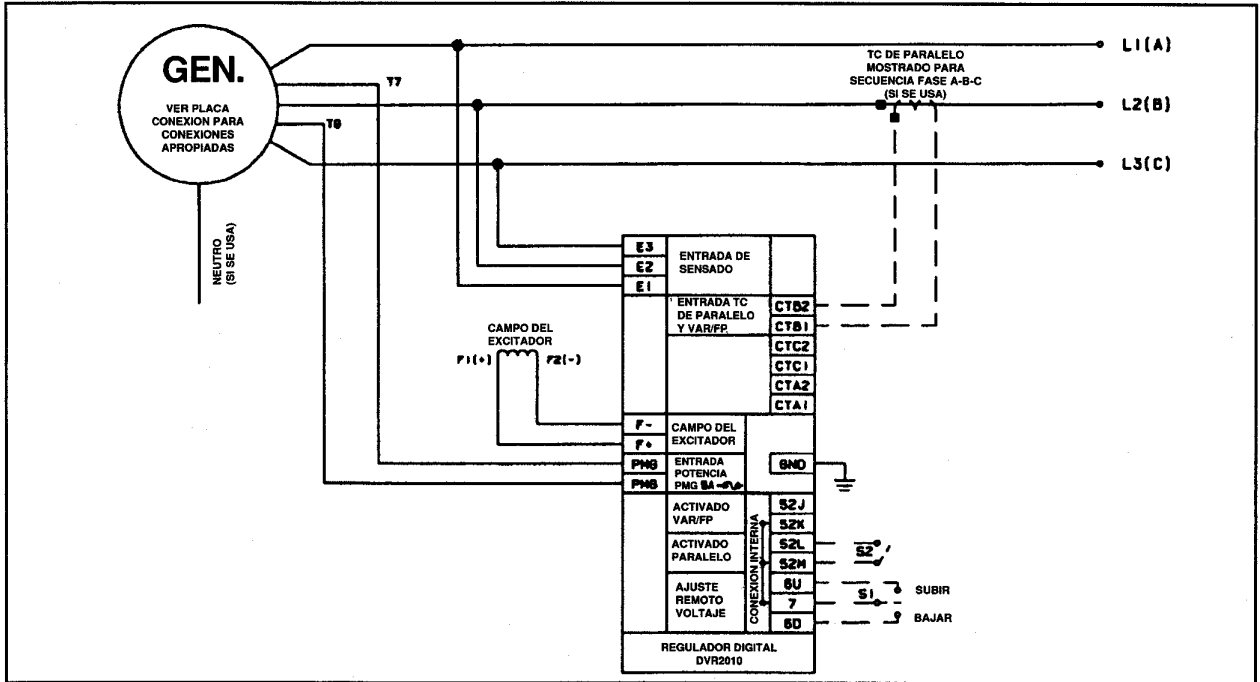 GEN.
VER PLACA
CONEXION PARA
CONEXIONES
APROPIADAS
T7
T8
NEUTRO
(SI SE USA)
L1(A)
L2(B)
L3(C)
TC DE PARALELO
MOSTRADO PARA
SECUENCIA FASE A-B-C
(SI SE USA)
E3
E2
E1
ENTRADA DE
SENSADO
ENTRADA TC
DE PARALELO
Y VAR/FP
CTB2
CTB1
CTC2
CTC1
CTA2
CTA1
CAMPO DEL
EXCITADOR
F1(+)
F2(-)
F-
F+
CAMPO DEL
EXCITADOR
PMG
PMG
ENTRADA
POTENCIA
PMG 5A
GND
ACTIVADO
VAR/FP
ACTIVADO
PARALELO
AJUSTE
REMOTO
VOLTAJE
CONEXION INTERNA
52J
52K
52L
52M
6U
7
6D
S2
S1
SUBIR
BAJAR
REGULADOR DIGITAL
DVR2010